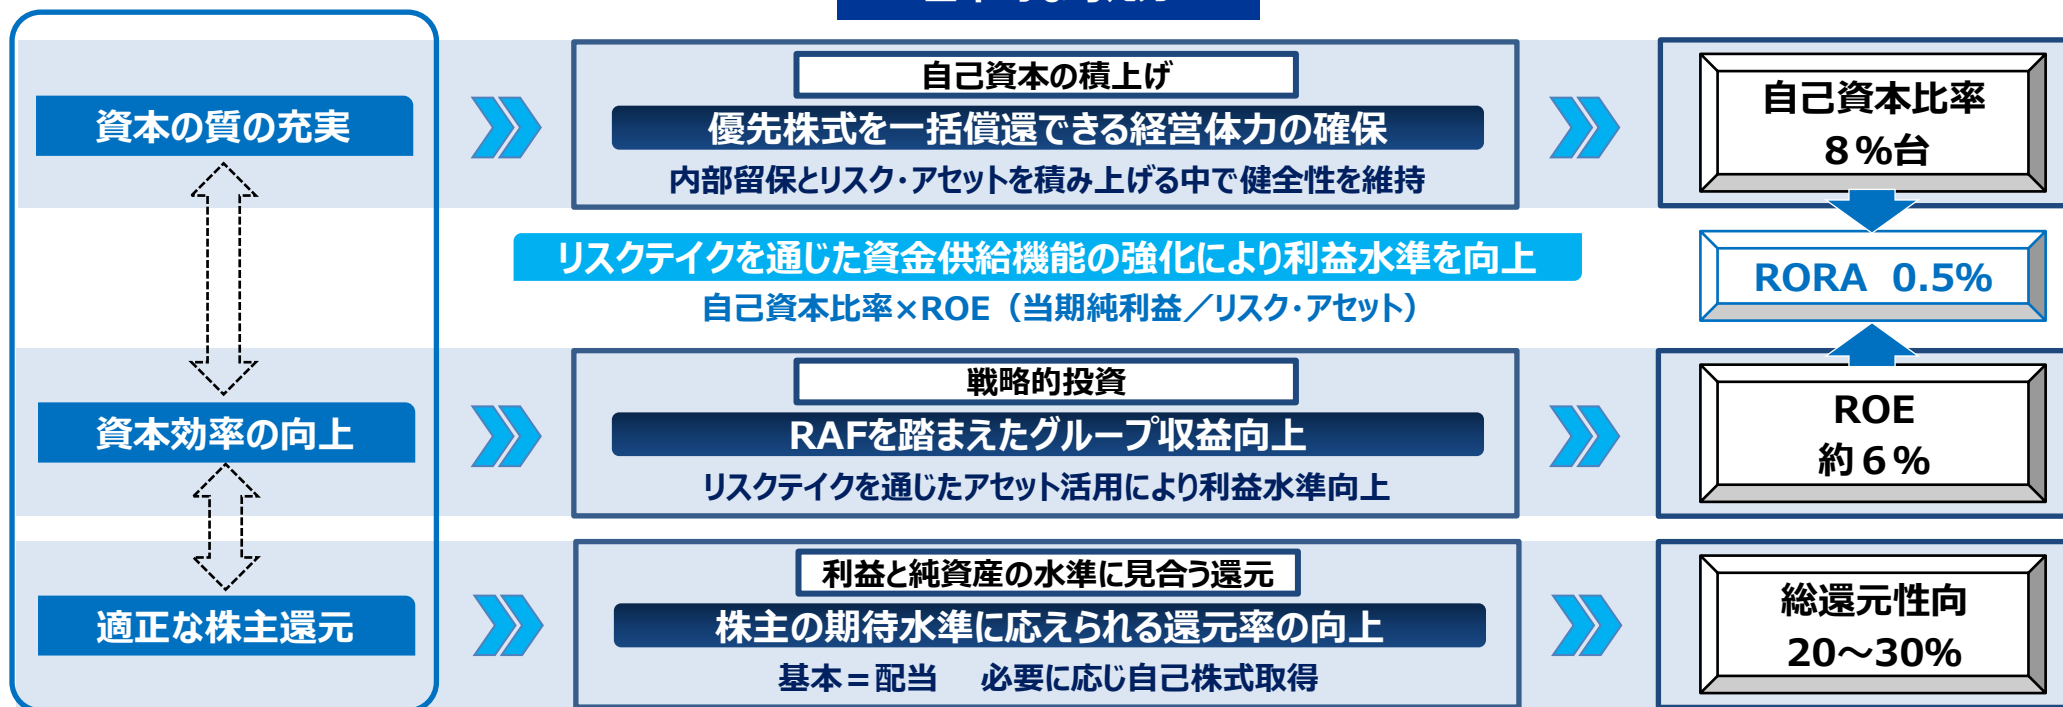 資本の質の充実
自己資本の積上げ
優先株式を一括償還できる経営体力の確保
内部留保とリスク・アセットを積み上げる中で健全性を維持
自己資本比率
8%台
リスクテイクを通じた資金供給機能の強化により利益水準を向上
自己資本比率×ROE（当期純利益／リスク・アセット）
RORA 0.5%
資本効率の向上
戦略的投資
RAFを踏まえたグループ収益向上
リスクテイクを通じたアセット活用により利益水準向上
ROE
約6%
適正な株主還元
利益と純資産の水準に見合う還元
株主の期待水準に応えられる還元率の向上
基本＝配当 必要に応じ自己株式取得
総還元性向
20～30%